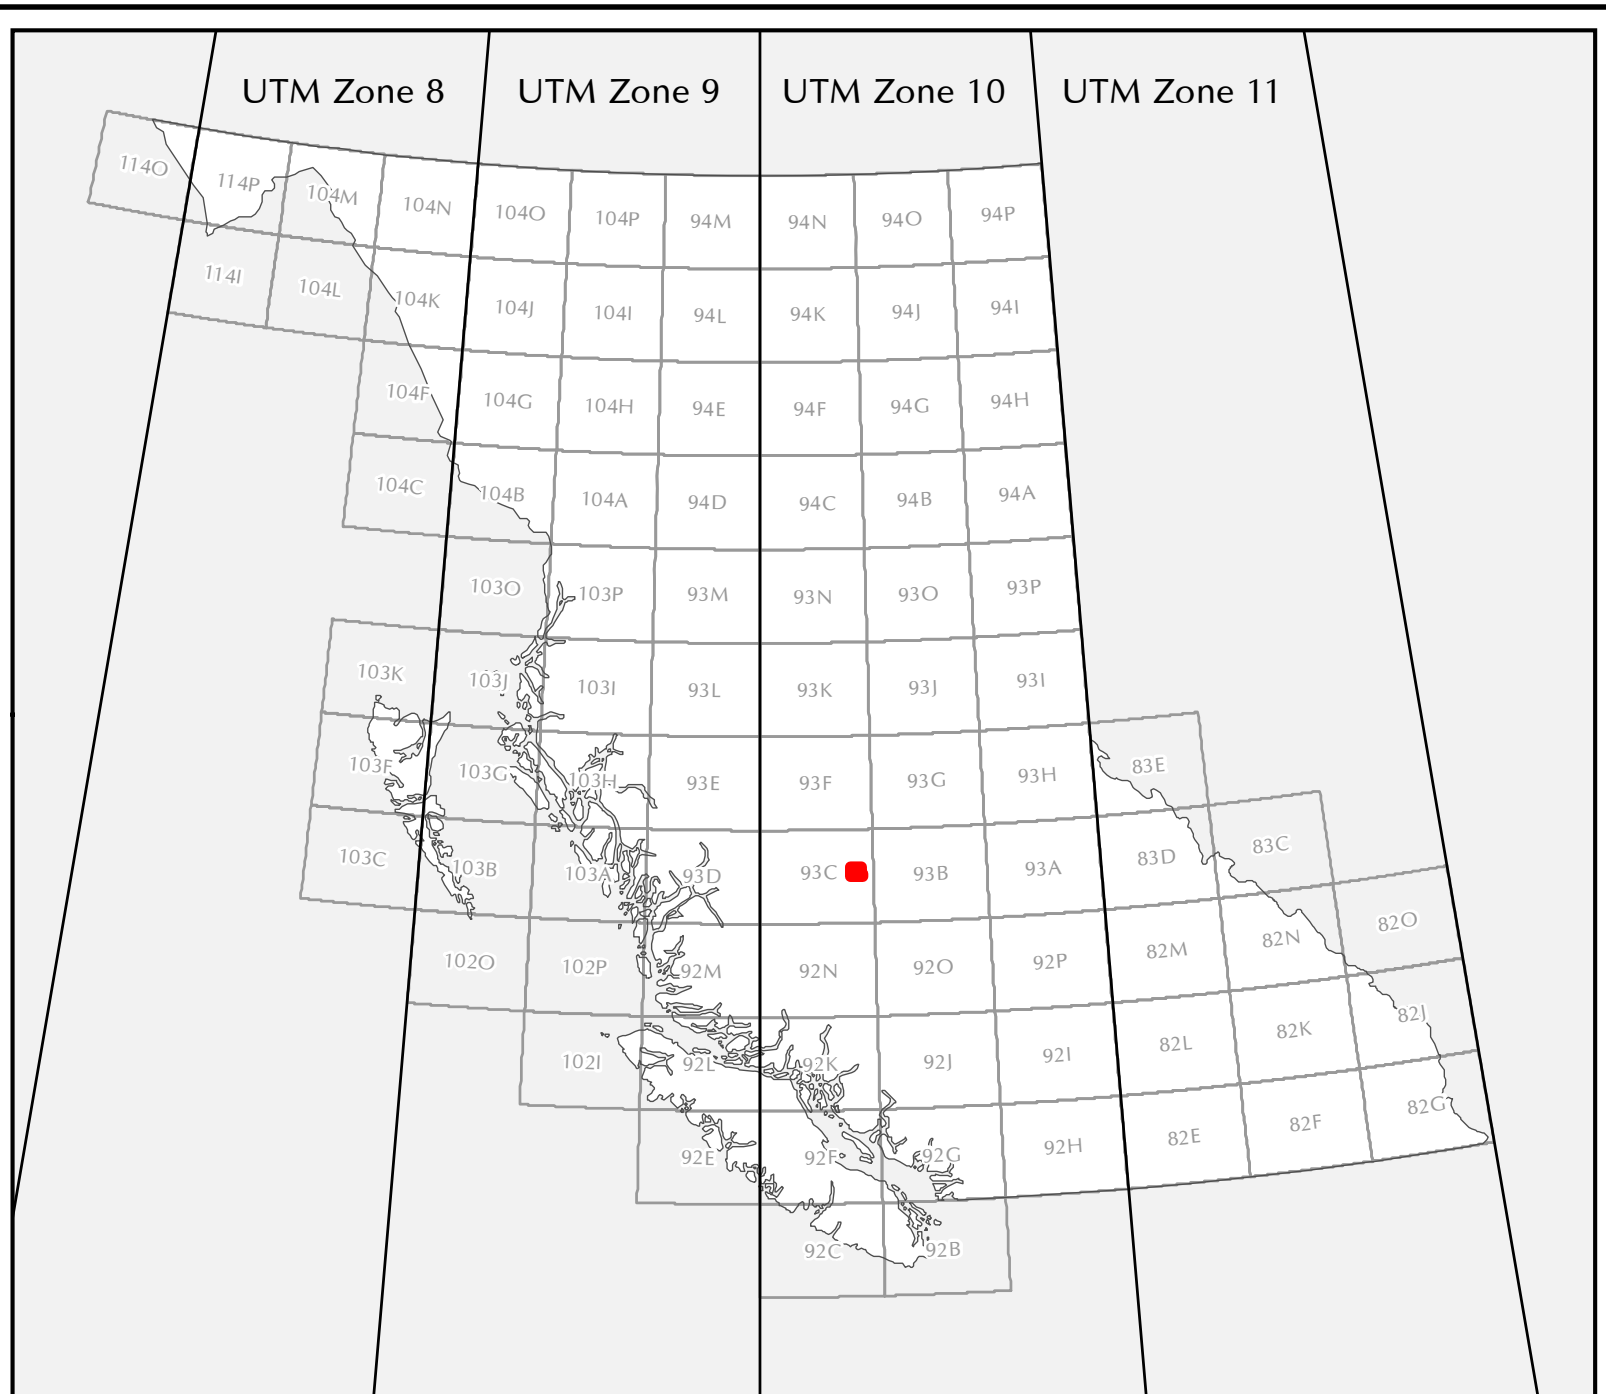 UTM Zone 8 UTM Zone 9 UTM Zone 10 UTM Zone 11
114O 114P 104M 104N 104O 104P 94M 94N 94O 94P
114I 104L 104K 104J 104I 94L 94K 94J 94I
104F 104G 104H 94E 94F 94G 94H
104C 104B 104A 94D 94C 94B 94A
103O 103P 93M 93N 93O 93P
103K 103J 103I 93L 93K 93J 93I
103F 103G 103H 93E 93F 93G 93H 83E
103C 103B 103A 93D 93C 93B 93A 83D 83C
102O 102P 92M 92N 92O 92P 82M 82N 82O
102I 92L 92K 92J 92I 82L 82K 82J
92E 92F 92G 92H 82E 82F 82G
92C 92B